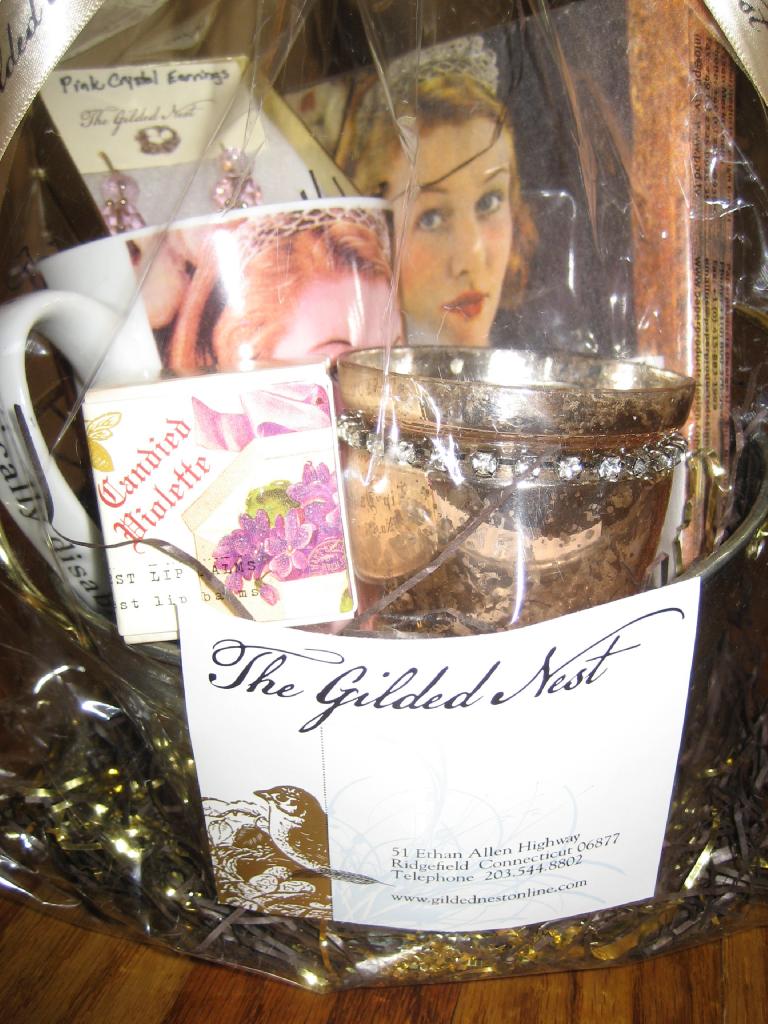 Pink Crystal Earrings
The Gilded Nest
Candied
Violette
ST LIP BALMS
st lip balms
The Gilded Nest
51 Ethan Allen Highway
Ridgefield Connecticut 06877
Telephone 203.544.8802
www.gildednestonline.com